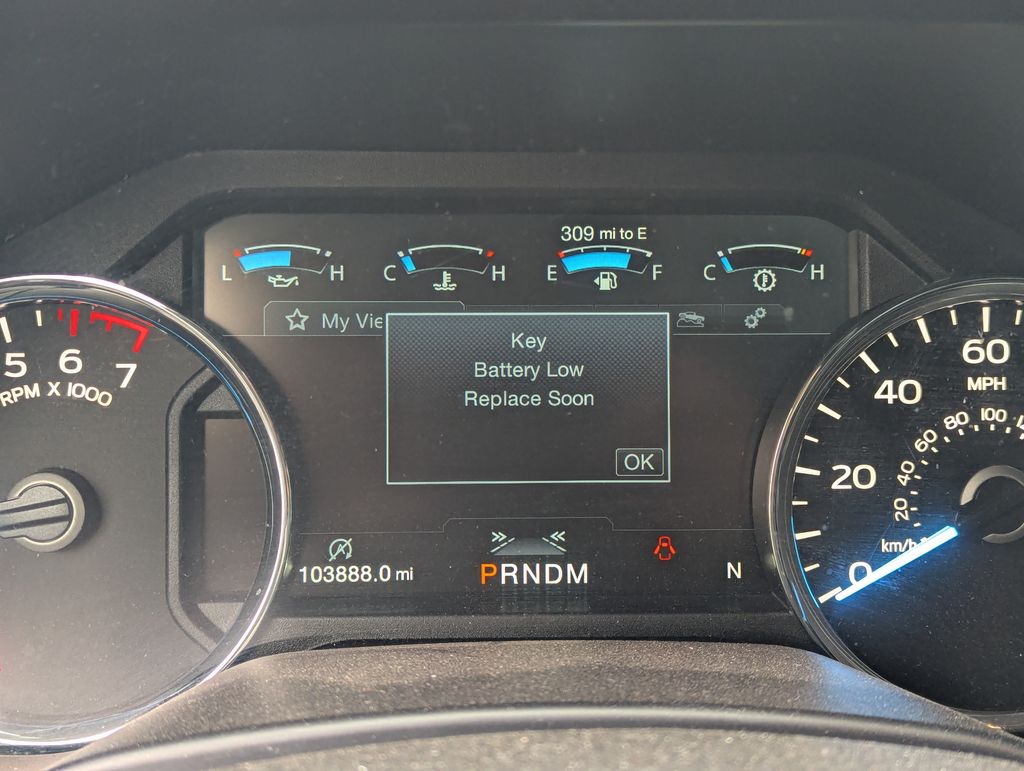 309 mi to E
L H
C H
E F
C H
My Vie
Key
Battery Low
Replace Soon
OK
103888.0 mi
PRNDM
N
5 6 7
RPM X 1000
0 20 40 60
MPH
20 40 60 80 100
km/h